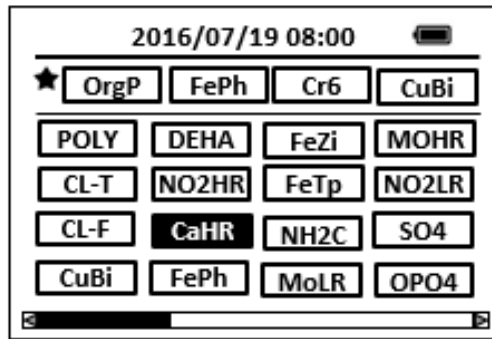 2016/07/19 08:00
OrgP FePh Cr6 CuBi
POLY DEHA FeZi MOHR
CL-T NO2HR FeTp NO2LR
CL-F CaHR NH2C SO4
CuBi FePh MoLR OPO4